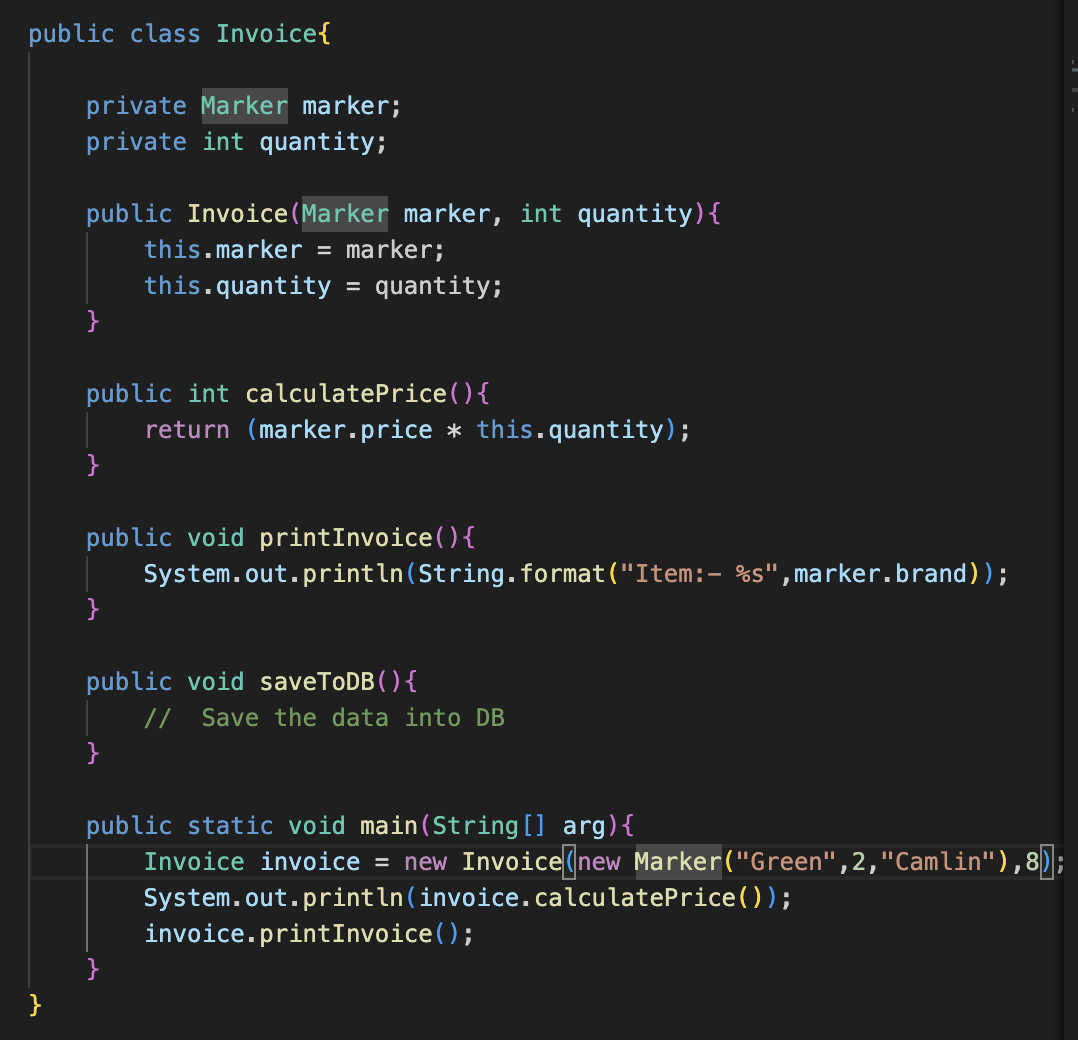 public class Invoice{
private Marker marker;
private int quantity;
public Invoice(Marker marker, int quantity){
this.marker = marker;
this.quantity = quantity;
}
public int calculatePrice(){
return (marker.price * this.quantity);
}
public void printInvoice(){
System.out.println(String.format("Item:- %s",marker.brand));
}
public void saveToDB(){
//  Save the data into DB
}
public static void main(String[] arg){
Invoice invoice = new Invoice(new Marker("Green",2,"Camlin"),8);
System.out.println(invoice.calculatePrice());
invoice.printInvoice();
}
}